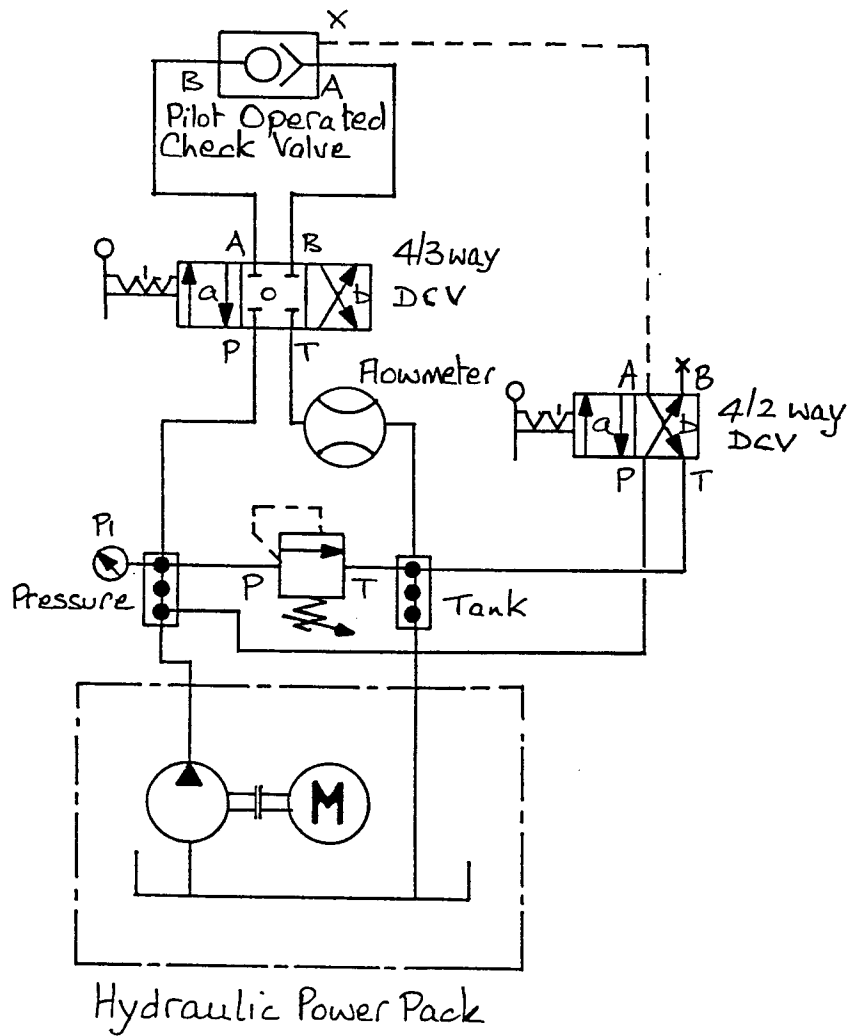 X
B
A
Pilot Operated
Check Valve
A
B
4/3 way
DCV
a
o
b
P
T
Flowmeter
A
B
4/2 way
DCV
a
b
P
T
P1
P
T
Pressure
Tank
M
Hydraulic Power Pack